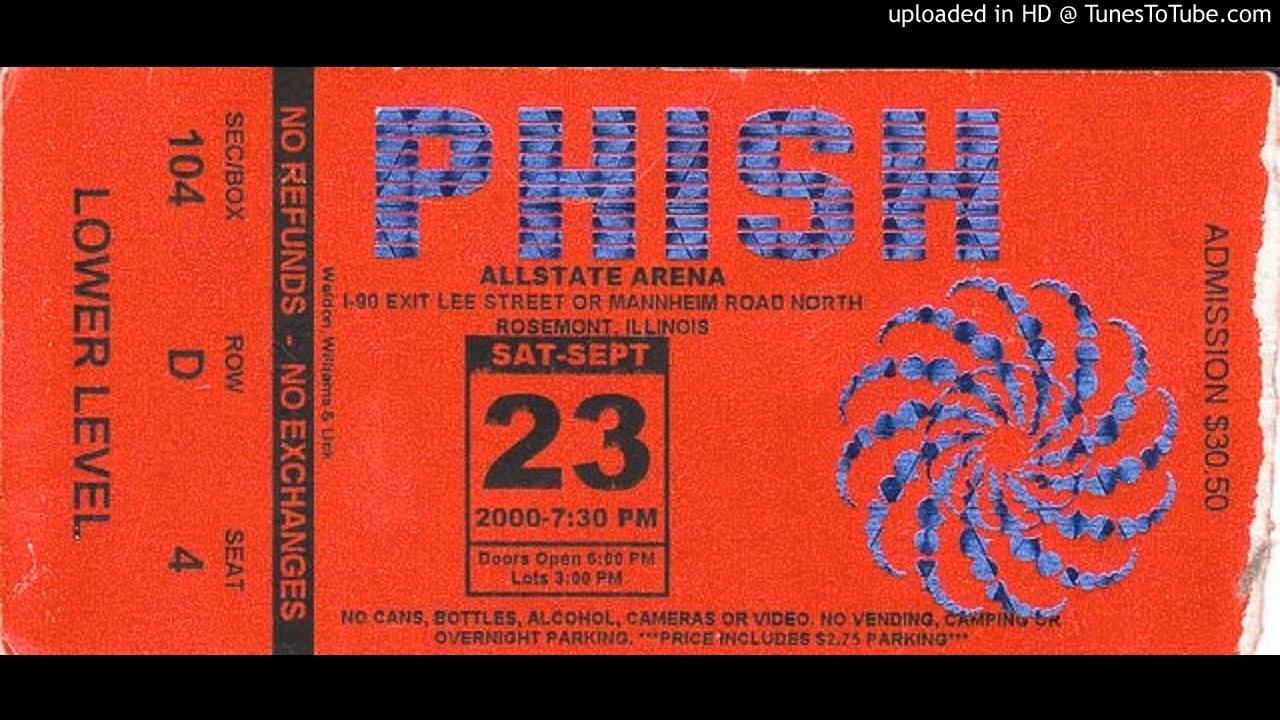 uploaded in HD @ TunesToTube.com
PHISH
ALLSTATE ARENA
I-90 EXIT LEE STREET OR MANNHEIM ROAD NORTH
ROSEMONT, ILLINOIS
SAT-SEPT
23
2000-7:30 PM
Doors Open 6:00 PM
Lots 3:00 PM
NO CANS, BOTTLES, ALCOHOL, CAMERAS OR VIDEO. NO VENDING, CAMPING OR
OVERNIGHT PARKING. ***PRICE INCLUDES $2.75 PARKING***
ADMISSION $30.50
Weldon, Williams & Lick
NO REFUNDS - NO EXCHANGES
SEC/BOX ROW SEAT
104 D 4
LOWER LEVEL